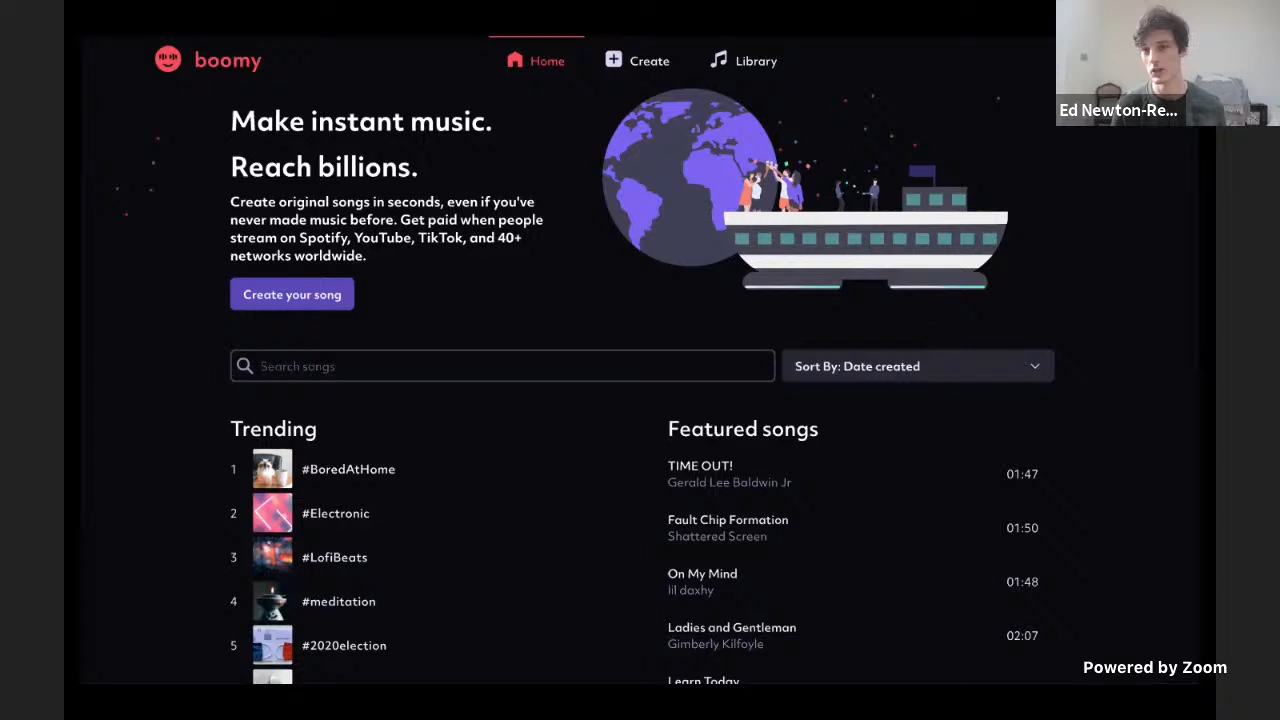 boomy
Home
Create
Library
Ed Newton-Re...
Make instant music.
Reach billions.
Create original songs in seconds, even if you've
never made music before. Get paid when people
stream on Spotify, YouTube, TikTok, and 40+
networks worldwide.
Create your song
Search songs
Sort By: Date created
Trending
1 #BoredAtHome
2 #Electronic
3 #LofiBeats
4 #meditation
5 #2020election
Featured songs
TIME OUT!
Gerald Lee Baldwin Jr
01:47
Fault Chip Formation
Shattered Screen
01:50
On My Mind
lil daxhy
01:48
Ladies and Gentleman
Gimberly Kilfoyle
02:07
Learn Today
Powered by Zoom